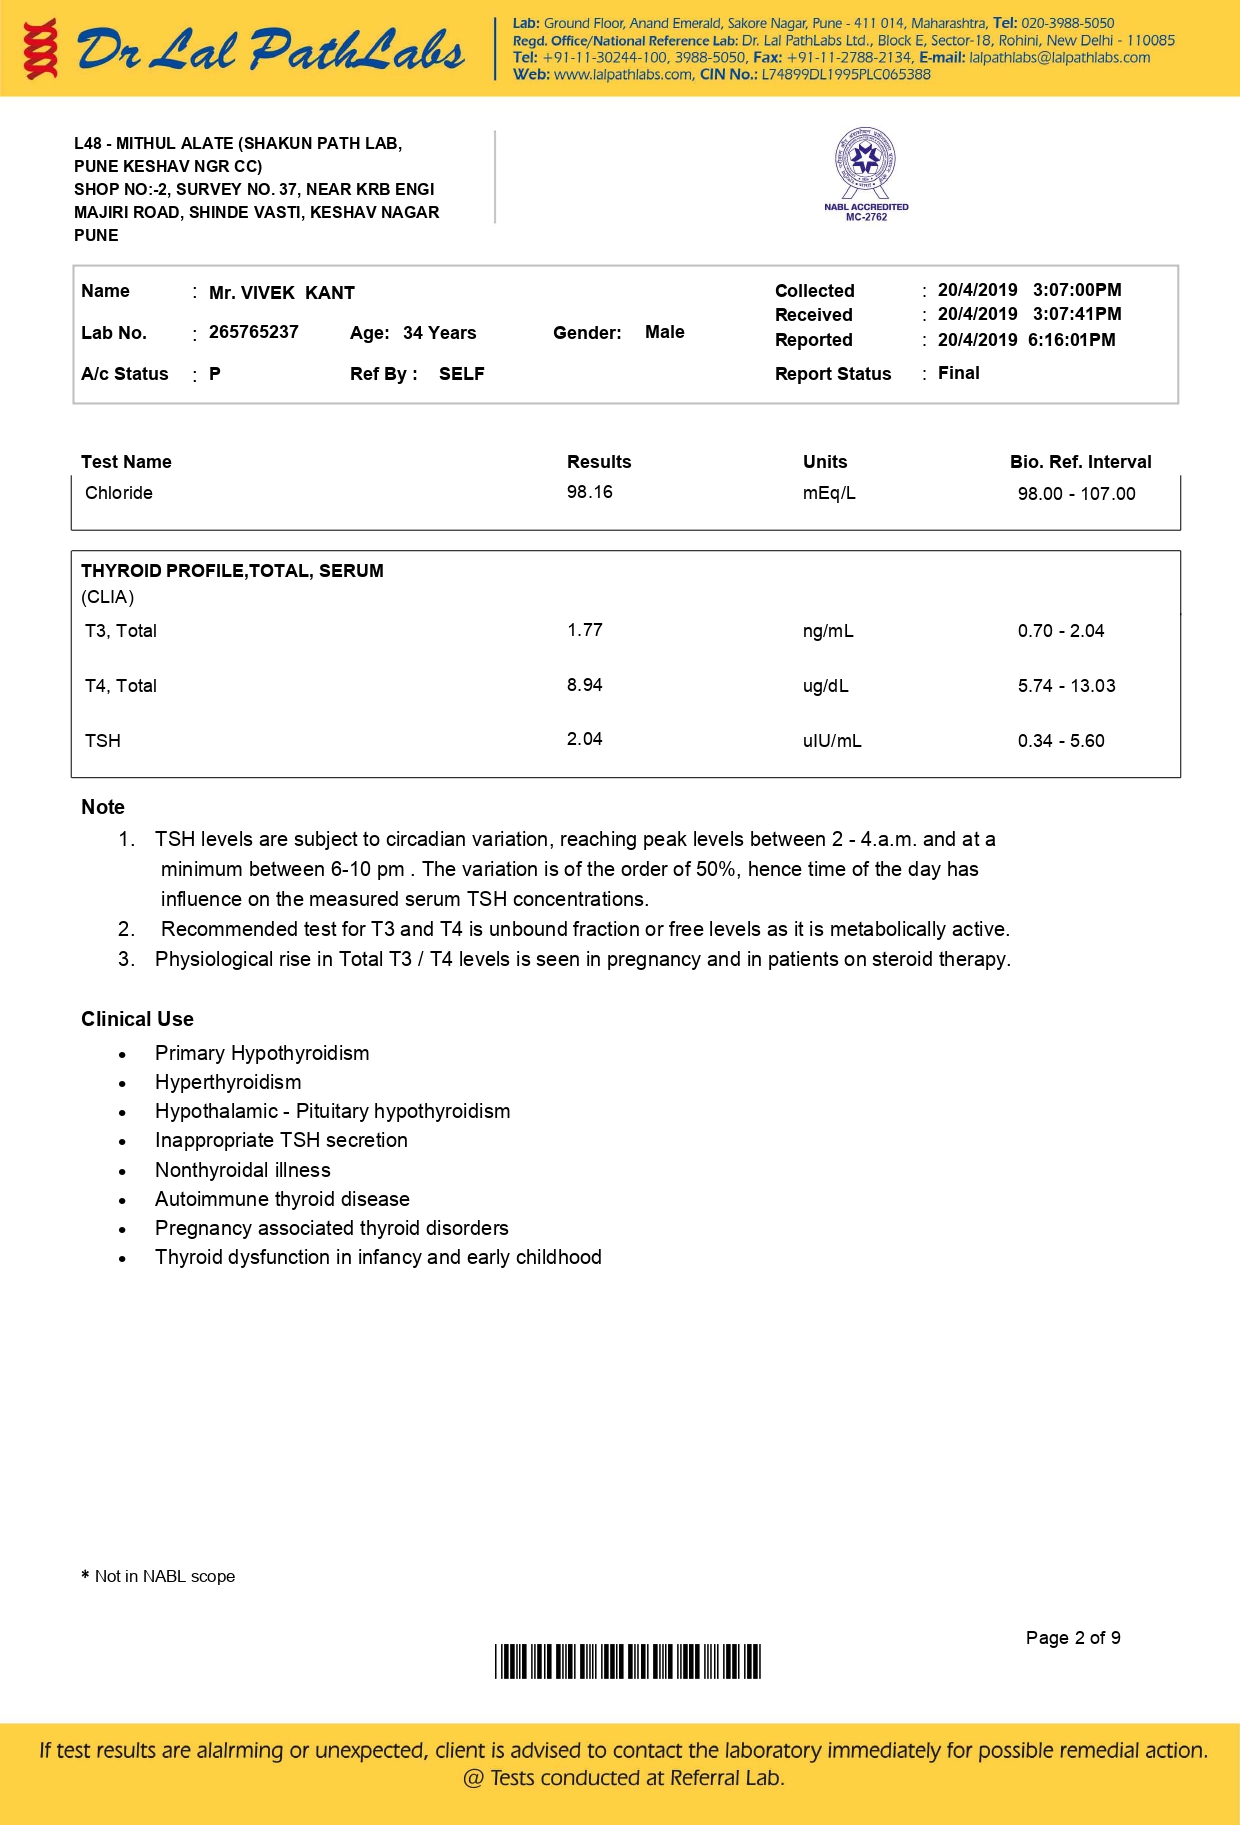 Dr Lal PathLabs
Lab: Ground Floor, Anand Emerald, Sakore Nagar, Pune - 411 014, Maharashtra, Tel: 020-3988-5050
Regd. Office/National Reference Lab: Dr. Lal PathLabs Ltd., Block E, Sector-18, Rohini, New Delhi - 110085
Tel: +91-11-30244-100, 3988-5050, Fax: +91-11-2788-2134, E-mail: lalpathlabs@lalpathlabs.com
Web: www.lalpathlabs.com, CIN No.: L74899DL1995PLC065388
L48 - MITHUL ALATE (SHAKUN PATH LAB,
PUNE KESHAV NGR CC)
SHOP NO:-2, SURVEY NO. 37, NEAR KRB ENGI
MAJIRI ROAD, SHINDE VASTI, KESHAV NAGAR
PUNE
NABL ACCREDITED
MC-2762
Name : Mr. VIVEK KANT Collected : 20/4/2019 3:07:00PM
Received : 20/4/2019 3:07:41PM
Lab No. : 265765237 Age: 34 Years Gender: Male Reported : 20/4/2019 6:16:01PM
A/c Status : P Ref By : SELF Report Status : Final
Test Name Results Units Bio. Ref. Interval
Chloride 98.16 mEq/L 98.00 - 107.00
THYROID PROFILE,TOTAL, SERUM
(CLIA)
T3, Total 1.77 ng/mL 0.70 - 2.04
T4, Total 8.94 ug/dL 5.74 - 13.03
TSH 2.04 uIU/mL 0.34 - 5.60
Note
1. TSH levels are subject to circadian variation, reaching peak levels between 2 - 4.a.m. and at a
minimum between 6-10 pm . The variation is of the order of 50%, hence time of the day has
influence on the measured serum TSH concentrations.
2. Recommended test for T3 and T4 is unbound fraction or free levels as it is metabolically active.
3. Physiological rise in Total T3 / T4 levels is seen in pregnancy and in patients on steroid therapy.
Clinical Use
• Primary Hypothyroidism
• Hyperthyroidism
• Hypothalamic - Pituitary hypothyroidism
• Inappropriate TSH secretion
• Nonthyroidal illness
• Autoimmune thyroid disease
• Pregnancy associated thyroid disorders
• Thyroid dysfunction in infancy and early childhood
* Not in NABL scope
Page 2 of 9
If test results are alalrming or unexpected, client is advised to contact the laboratory immediately for possible remedial action.
@ Tests conducted at Referral Lab.